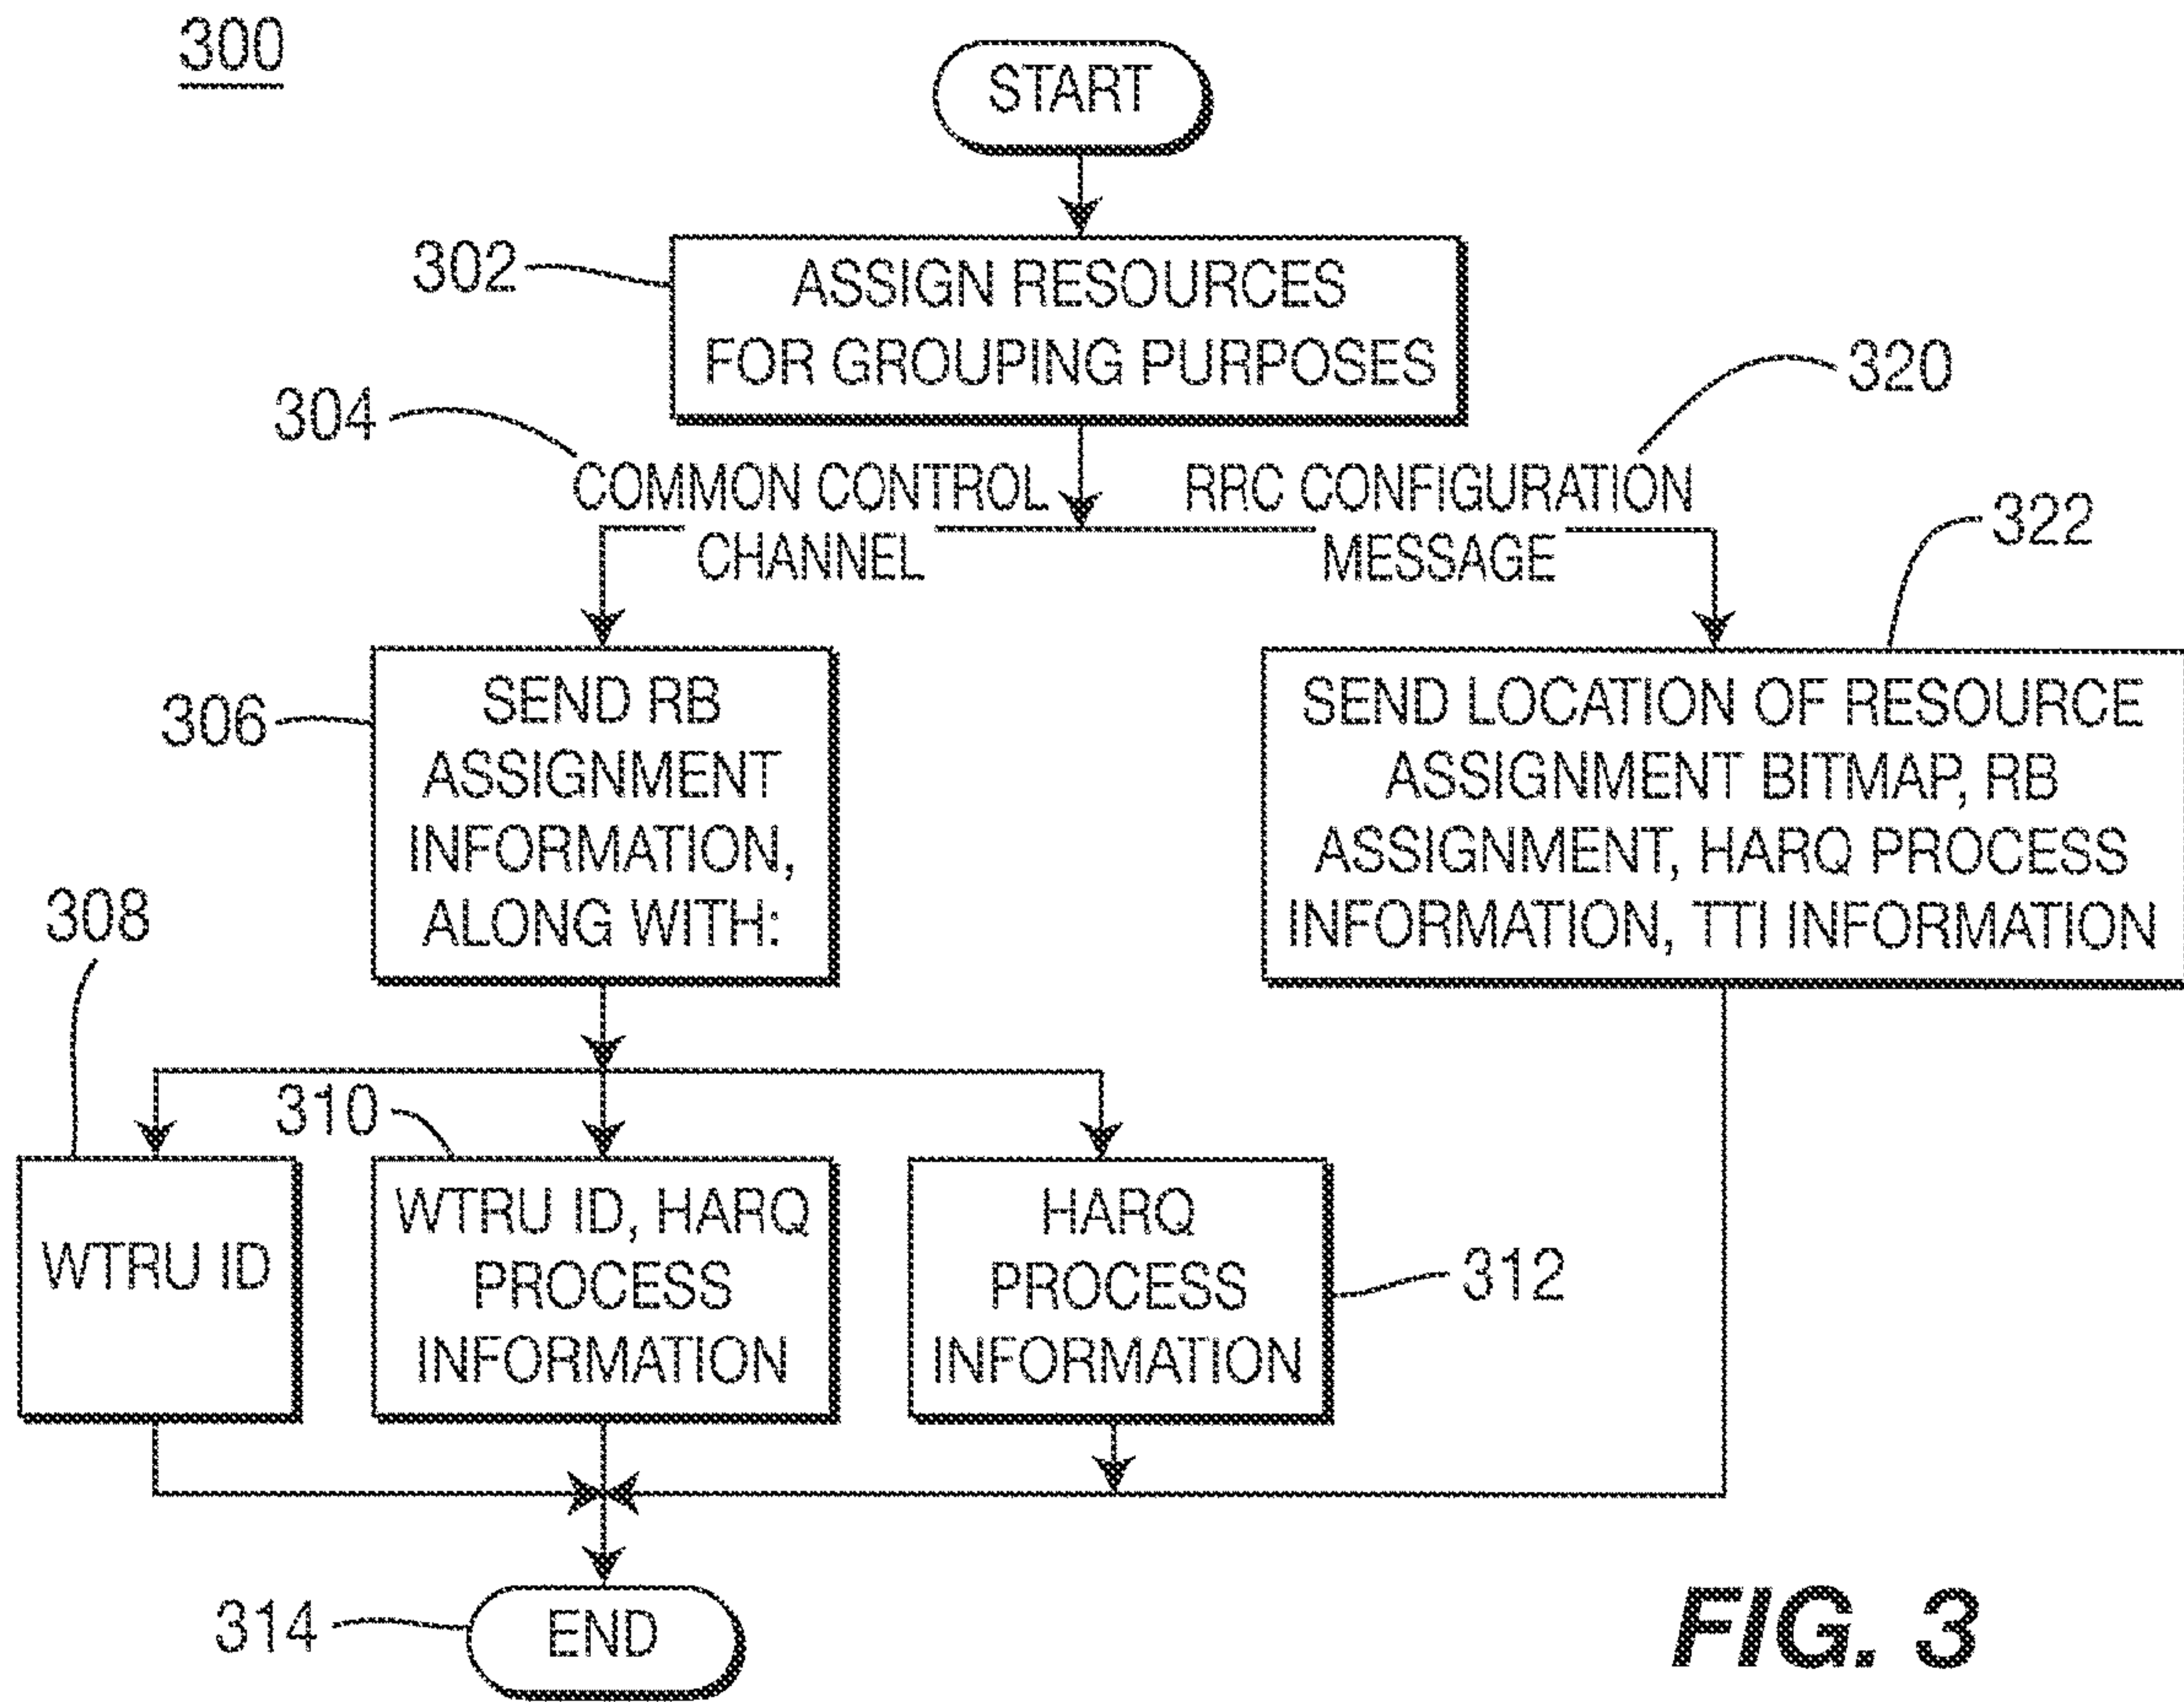 300
START
302
ASSIGN RESOURCES
FOR GROUPING PURPOSES
304
320
COMMON CONTROL
CHANNEL
RRC CONFIGURATION
MESSAGE
322
306
SEND RB
ASSIGNMENT
INFORMATION,
ALONG WITH:
SEND LOCATION OF RESOURCE
ASSIGNMENT BITMAP, RB
ASSIGNMENT, HARQ PROCESS
INFORMATION, TTI INFORMATION
308
310
WTRU ID
WTRU ID, HARQ
PROCESS
INFORMATION
HARQ
PROCESS
INFORMATION
312
314
END
FIG. 3